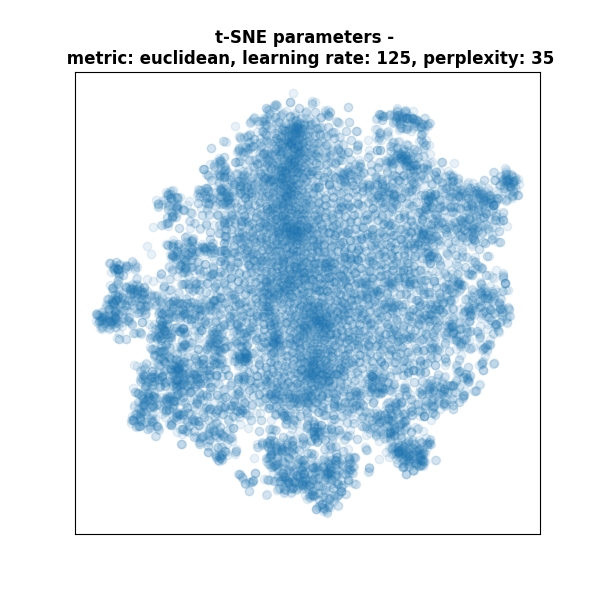 t-SNE parameters -
metric: euclidean, learning rate: 125, perplexity: 35